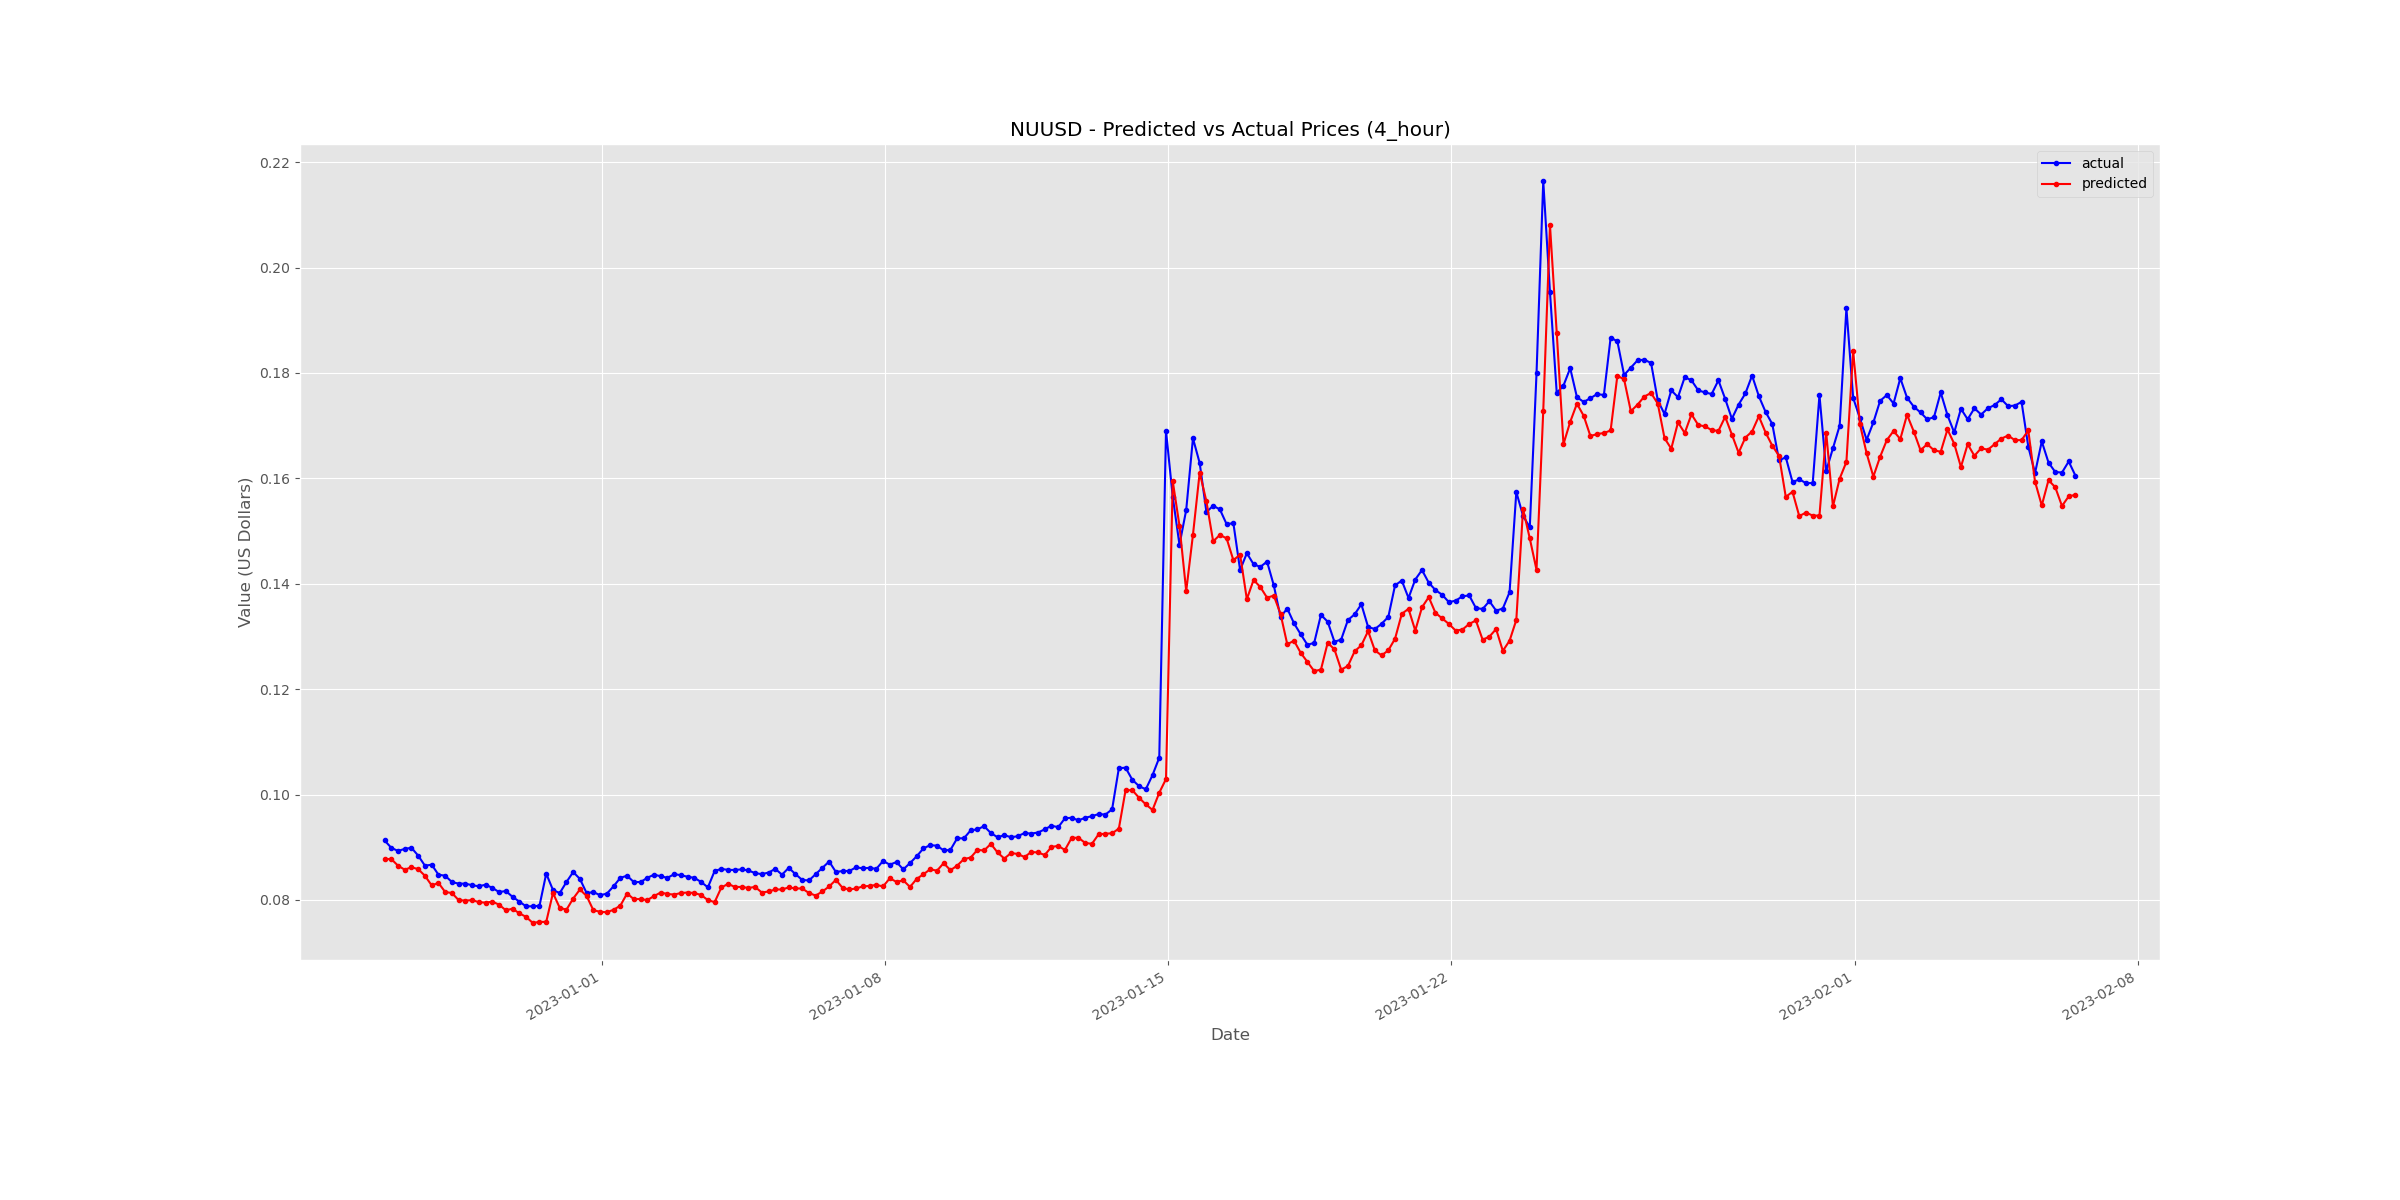 NUUSD - Predicted vs Actual Prices (4_hour)
actual
predicted
0.22
0.20
0.18
0.16
0.14
0.12
0.10
0.08
Value (US Dollars)
2023-01-01
2023-01-08
2023-01-15
2023-01-22
2023-02-01
2023-02-08
Date